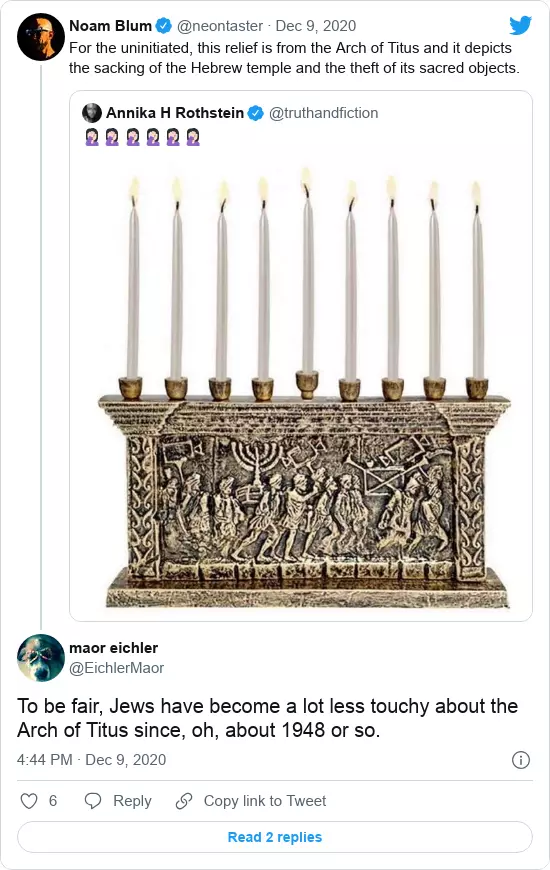 Noam Blum @neontaster · Dec 9, 2020
For the uninitiated, this relief is from the Arch of Titus and it depicts
the sacking of the Hebrew temple and the theft of its sacred objects.
Annika H Rothstein @truthandfiction
🤦🏻‍♀️🤦🏻‍♀️🤦🏻‍♀️🤦🏻‍♀️🤦🏻‍♀️🤦🏻‍♀️
maor eichler
@EichlerMaor
To be fair, Jews have become a lot less touchy about the
Arch of Titus since, oh, about 1948 or so.
4:44 PM · Dec 9, 2020
6 Reply Copy link to Tweet
Read 2 replies